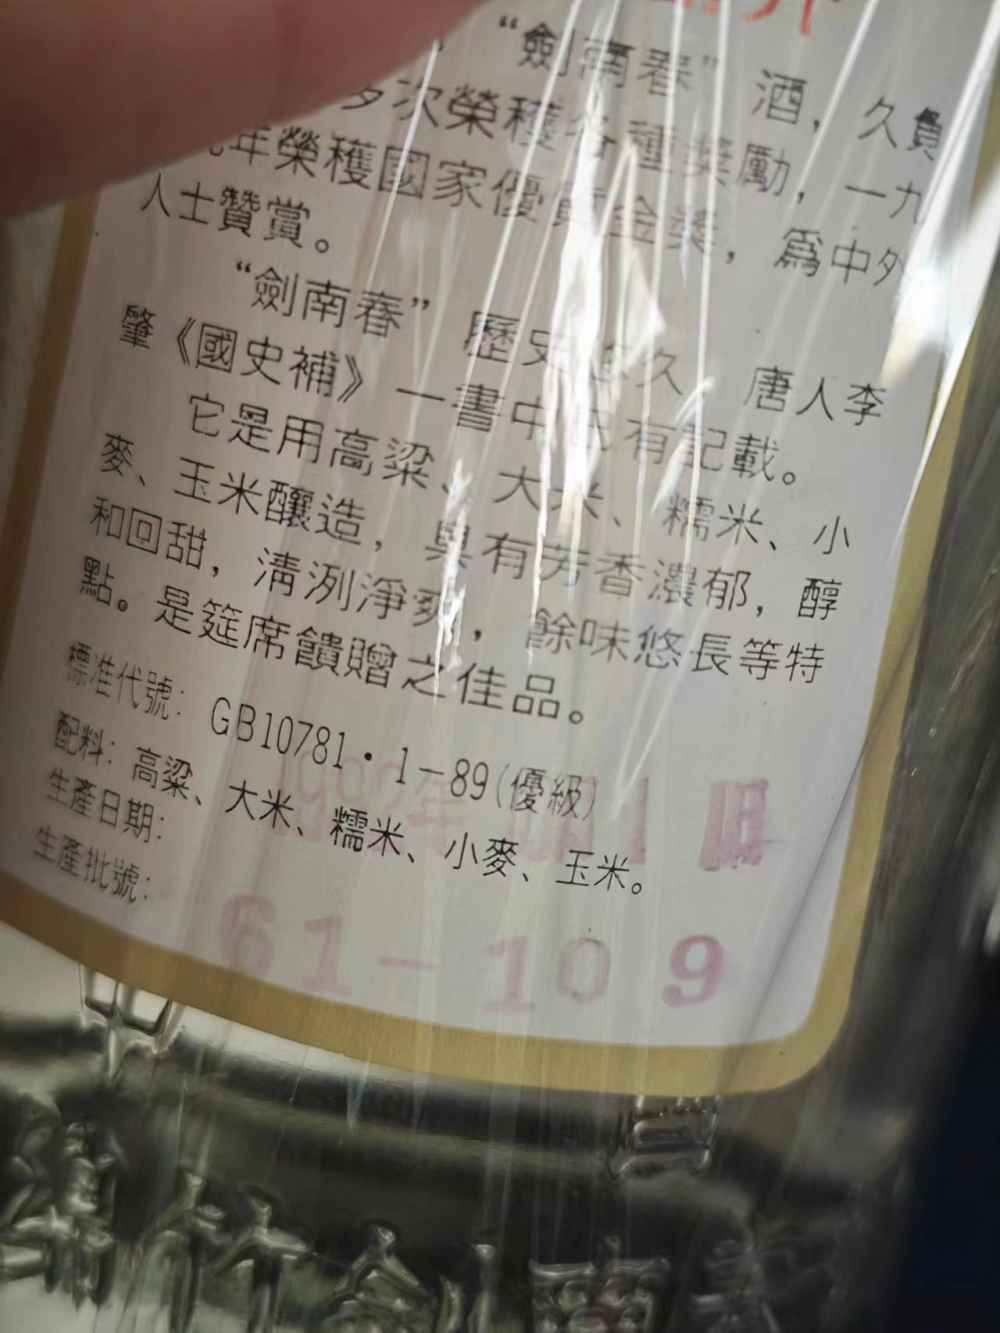 “劍南春”酒，久負
多次榮穫各種奬勵，一九
年榮穫國家優質金奬，爲中外
人士贊賞。
“劍南春”歷史悠久，唐人李
肇《國史補》一書中已有記載。
它是用高粱、大米、糯米、小
麥、玉米釀造，具有芳香濃郁，醇
和回甜，清冽淨爽，餘味悠長等特
點。是筵席饋贈之佳品。
標准代號：GB10781·1-89(優級)
配料：高粱、大米、糯米、小麥、玉米。
生產日期：
生產批號：
61-109